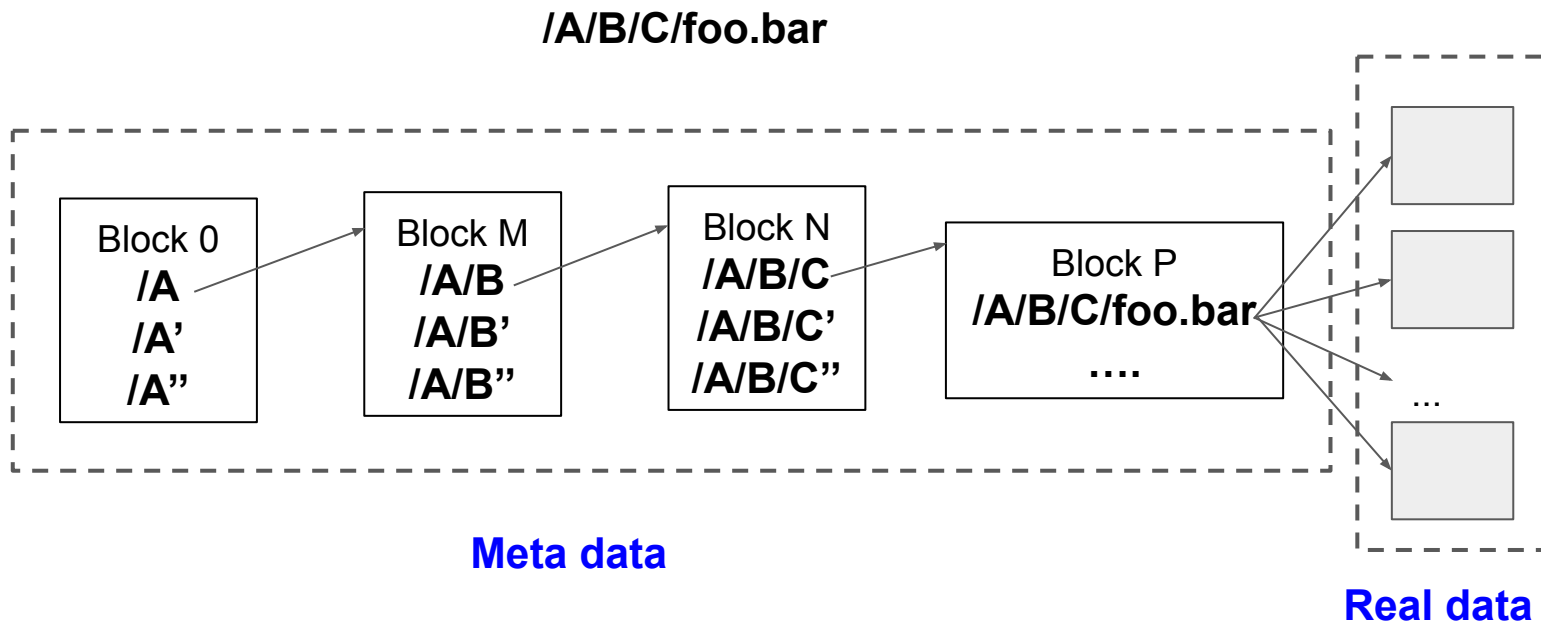 /A/B/C/foo.bar
Block 0
/A
/A’
/A’’
Block M
/A/B
/A/B’
/A/B’’
Block N
/A/B/C
/A/B/C’
/A/B/C’’
Block P
/A/B/C/foo.bar
....
...
Meta data
Real data